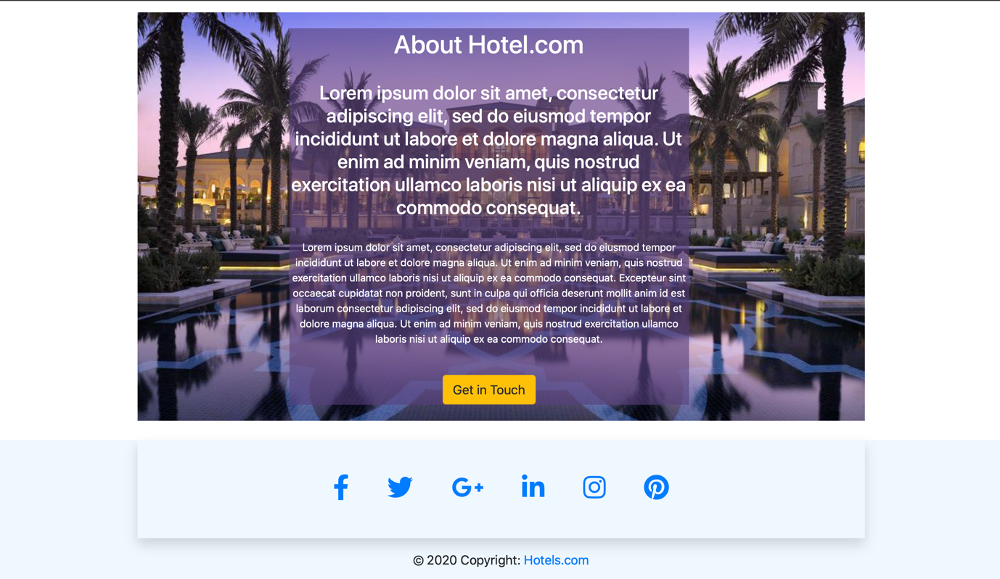 About Hotel.com
Lorem ipsum dolor sit amet, consectetur
adipiscing elit, sed do eiusmod tempor
incididunt ut labore et dolore magna aliqua. Ut
enim ad minim veniam, quis nostrud
exercitation ullamco laboris nisi ut aliquip ex ea
commodo consequat.
Lorem ipsum dolor sit amet, consectetur adipiscing elit, sed do eiusmod tempor
incididunt ut labore et dolore magna aliqua. Ut enim ad minim veniam, quis nostrud
exercitation ullamco laboris nisi ut aliquip ex ea commodo consequat. Excepteur sint
occaecat cupidatat non proident, sunt in culpa qui officia deserunt mollit anim id est
laborum consectetur adipiscing elit, sed do eiusmod tempor incididunt ut labore et
dolore magna aliqua. Ut enim ad minim veniam, quis nostrud exercitation ullamco
laboris nisi ut aliquip ex ea commodo consequat.
Get in Touch
© 2020 Copyright: Hotels.com